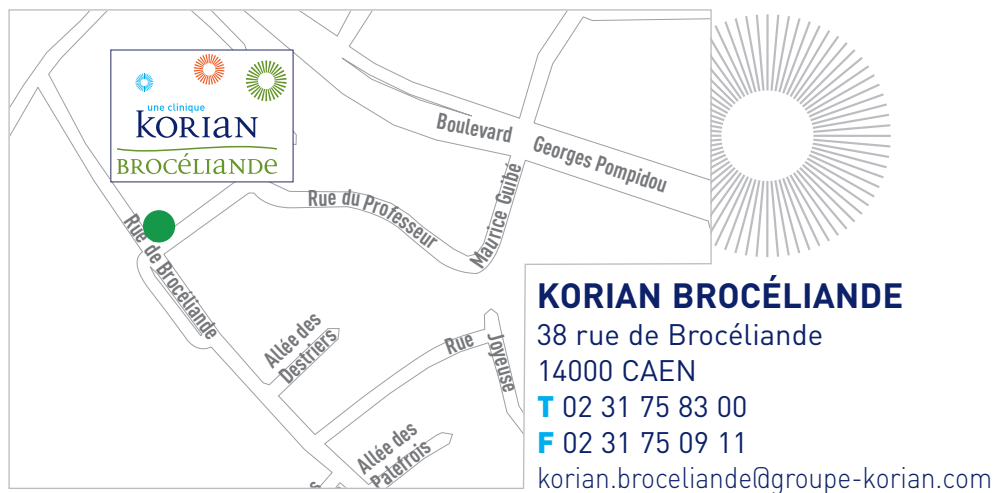 une clinique
KORIAN
BROCÉLIANDE
Boulevard Georges Pompidou
Rue du Professeur Maurice Guibé
Rue de Brocéliande
Allée des
Destriers
Rue Joyeuse
Allée des
Palefrois
s
KORIAN BROCÉLIANDE
38 rue de Brocéliande
14000 CAEN
T 02 31 75 83 00
F 02 31 75 09 11
korian.broceliande@groupe-korian.com